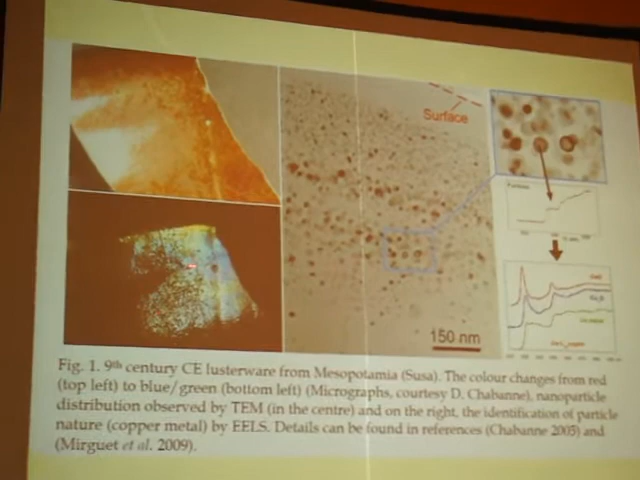 Surface
150 nm
Fig. 1. 9th century CE lusterware from Mesopotamia (Susa). The colour changes from red
(top left) to blue/green (bottom left) (Micrographs, courtesy D. Chabanne), nanoparticle
distribution observed by TEM (in the centre) and on the right, the identification of particle
nature (copper metal) by EELS. Details can be found in references (Chabanne 2005) and
(Mirguet et al. 2009).